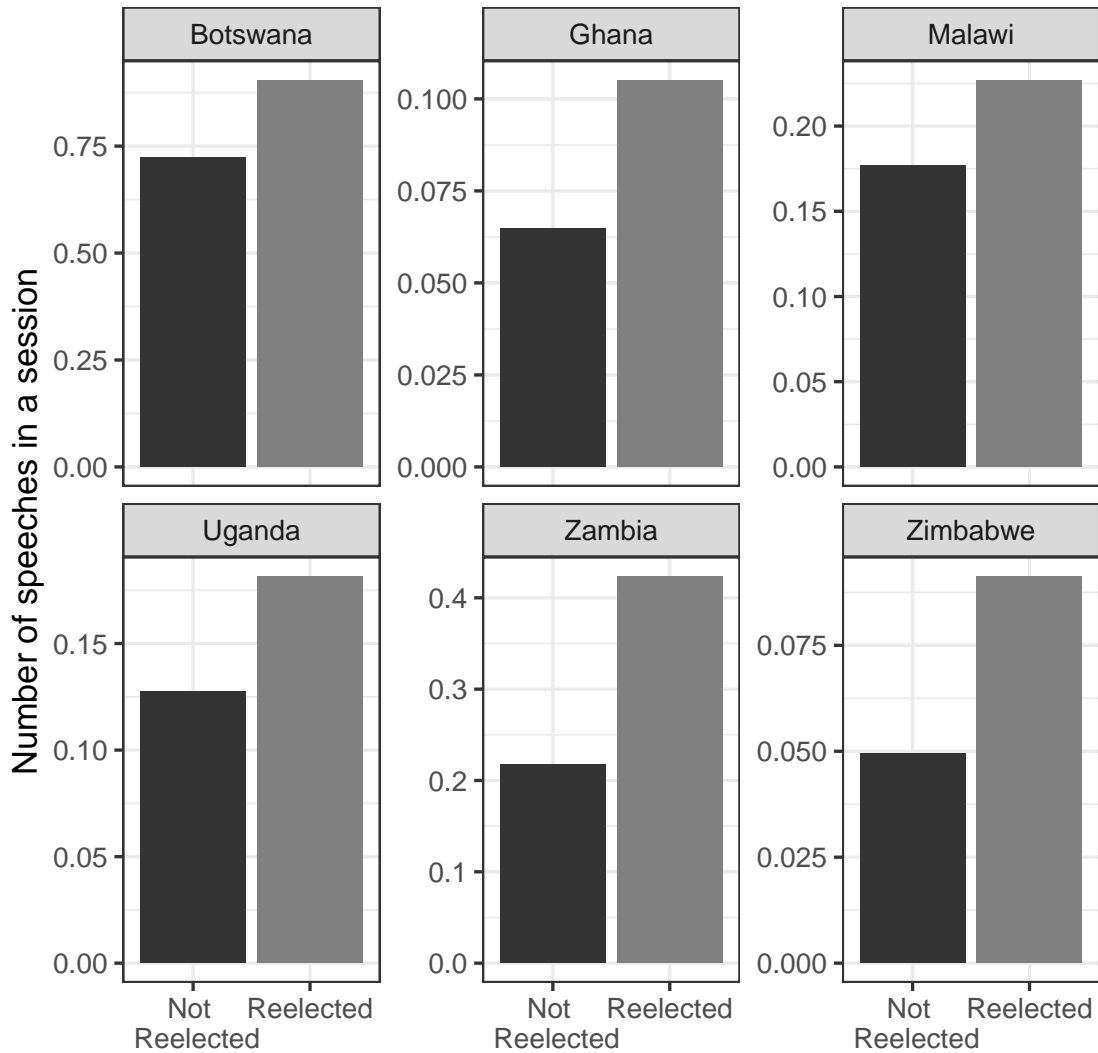 Number of speeches in a session
Botswana
0.75
0.50
0.25
0.00
Ghana
0.100
0.075
0.050
0.025
0.000
Malawi
0.20
0.15
0.10
0.05
0.00
Uganda
0.15
0.10
0.05
0.00
Not
Reelected
Reelected
Zambia
0.4
0.3
0.2
0.1
0.0
Not
Reelected
Reelected
Zimbabwe
0.075
0.050
0.025
0.000
Not
Reelected
Reelected